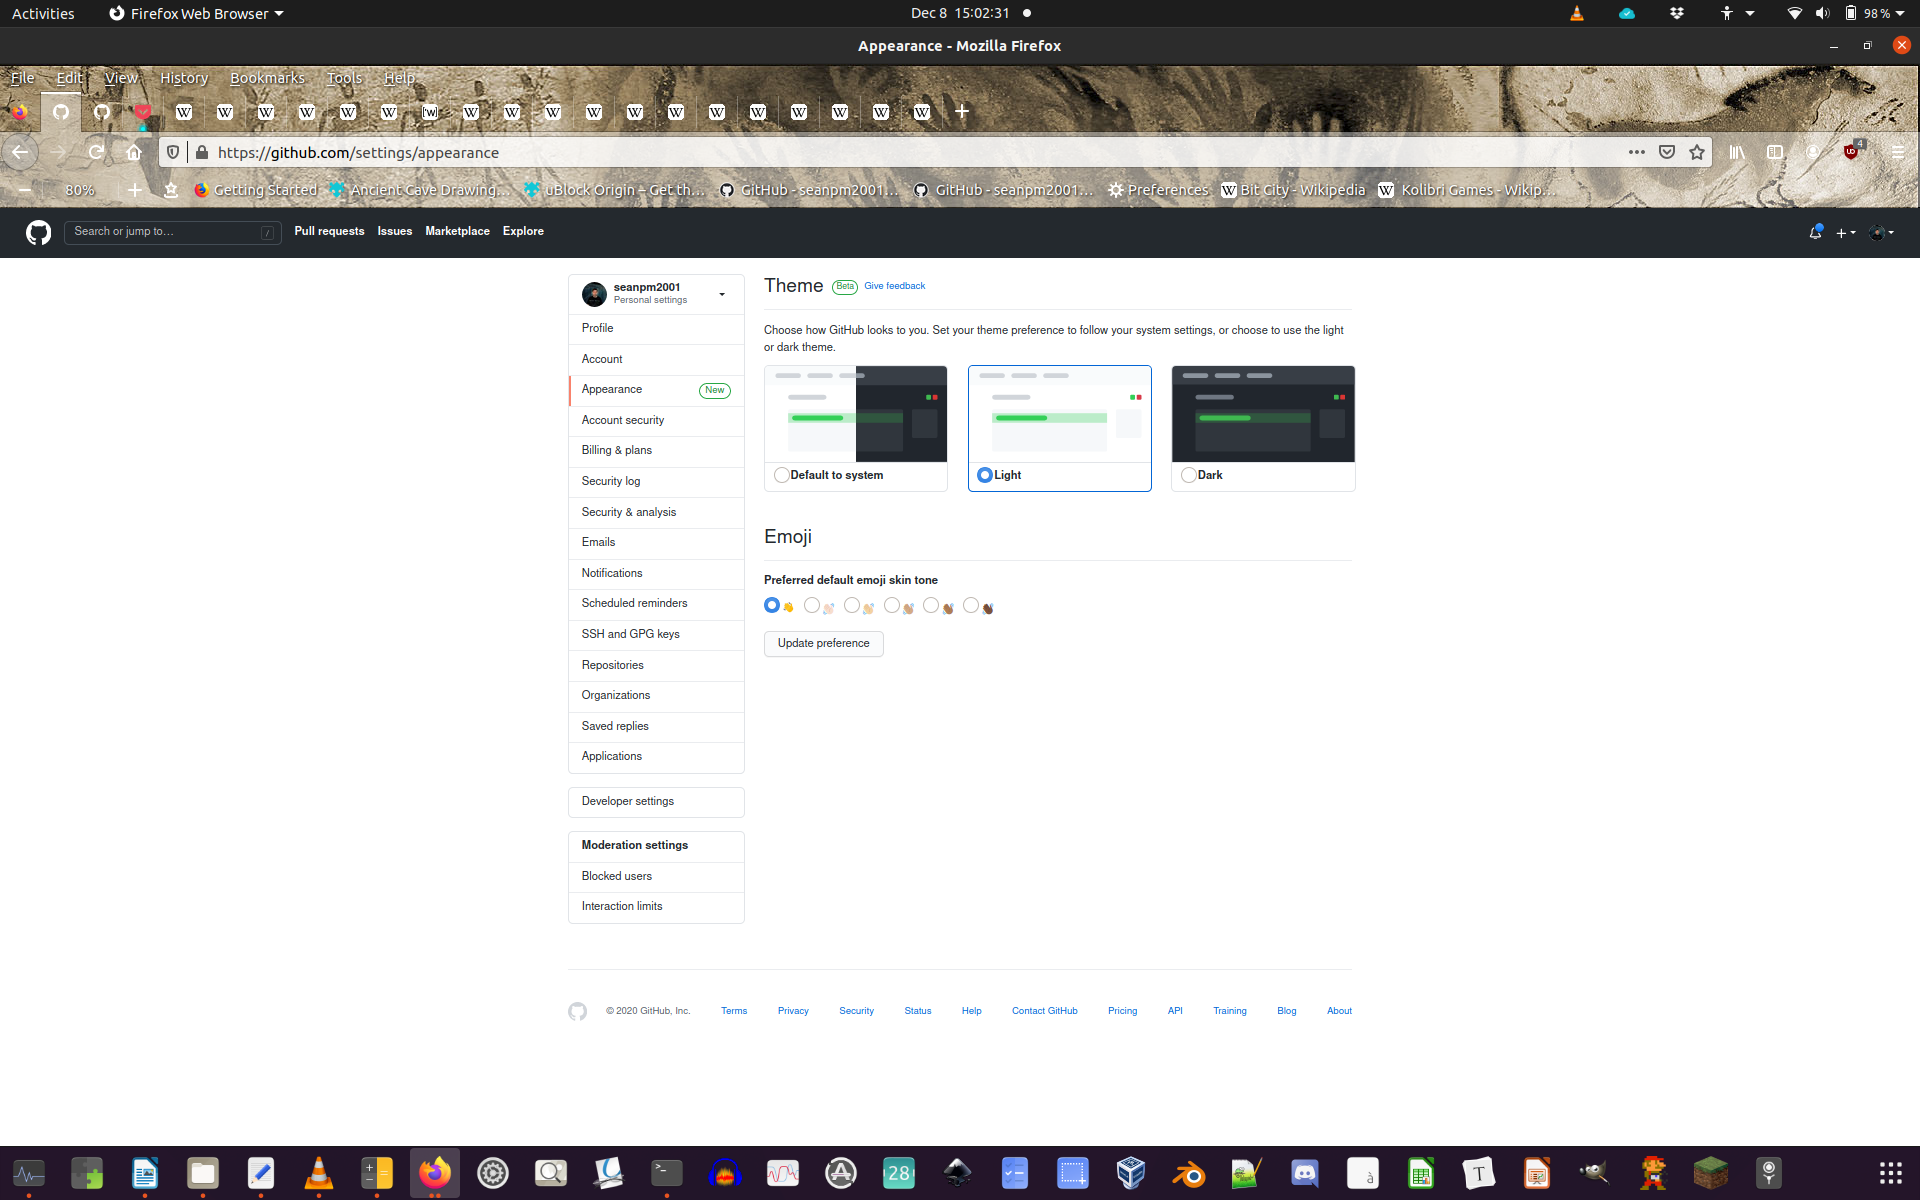 Activities
Firefox Web Browser
Dec 8 15:02:31
98 %
Appearance - Mozilla Firefox
File Edit View History Bookmarks Tools Help
https://github.com/settings/appearance
4
80%
Getting Started
Ancient Cave Drawing...
uBlock Origin – Get th...
GitHub - seanpm2001...
GitHub - seanpm2001...
Preferences
Bit City - Wikipedia
Kolibri Games - Wikip...
Search or jump to...
/
Pull requests Issues Marketplace Explore
seanpm2001
Personal settings
Profile
Account
Appearance New
Account security
Billing & plans
Security log
Security & analysis
Emails
Notifications
Scheduled reminders
SSH and GPG keys
Repositories
Organizations
Saved replies
Applications
Developer settings
Moderation settings
Blocked users
Interaction limits
Theme Beta Give feedback
Choose how GitHub looks to you. Set your theme preference to follow your system settings, or choose to use the light
or dark theme.
Default to system
Light
Dark
Emoji
Preferred default emoji skin tone
Update preference
© 2020 GitHub, Inc. Terms Privacy Security Status Help Contact GitHub Pricing API Training Blog About
28